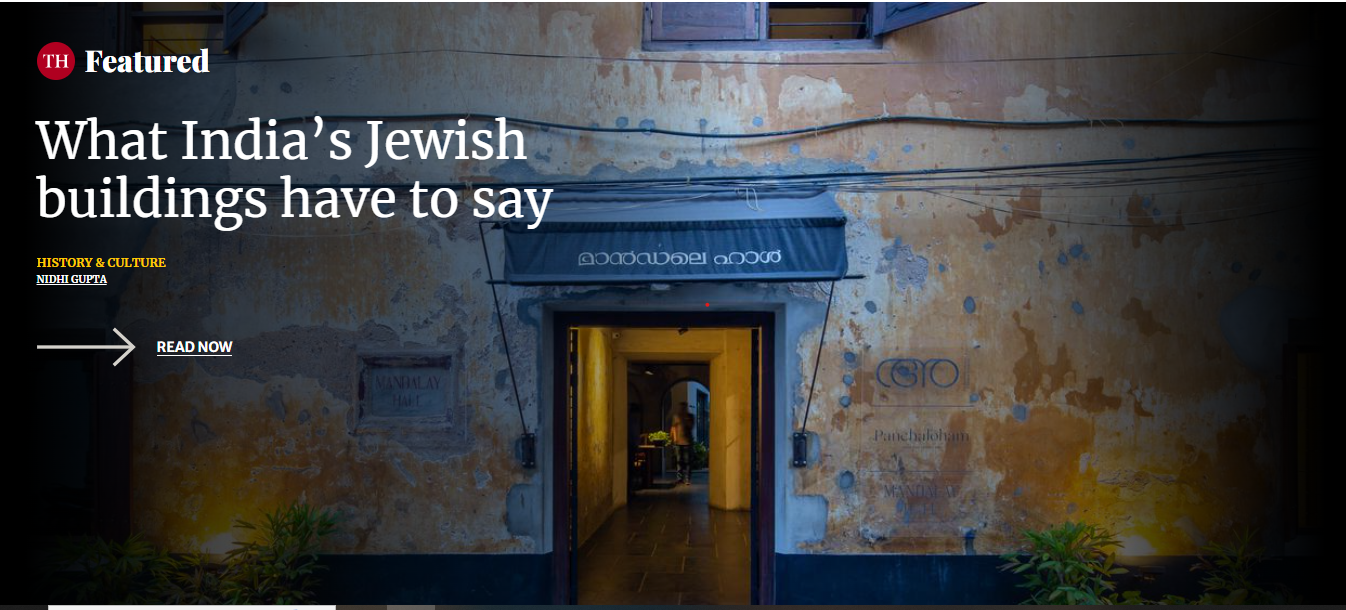 TH Featured
What India’s Jewish
buildings have to say
HISTORY & CULTURE
NIDHI GUPTA
READ NOW
മാൻഡലെ ഹാൾ
MANDALAY
HALL
Panchaloham
MANDALAY